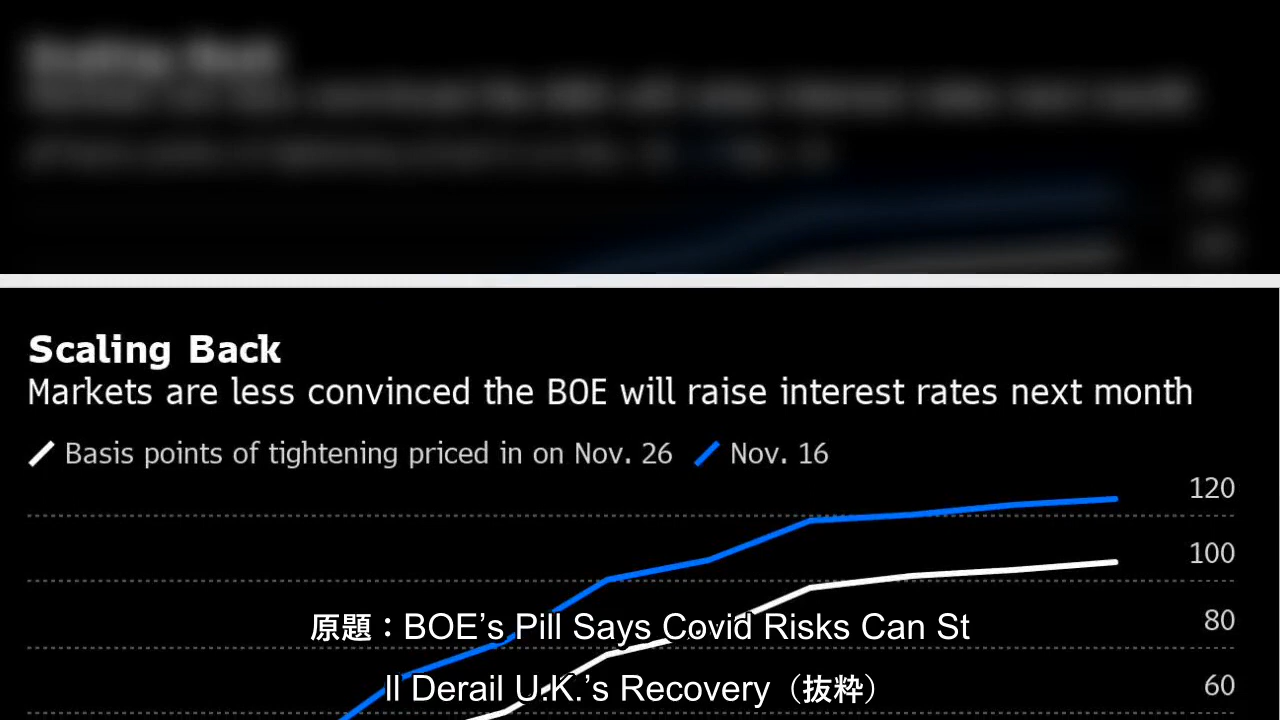 Scaling Back
Markets are less convinced the BOE will raise interest rates next month
Basis points of tightening priced in on Nov. 26 Nov. 16
120
100
80
60
原題：BOE’s Pill Says Covid Risks Can St
ll Derail U.K.’s Recovery（抜粋）